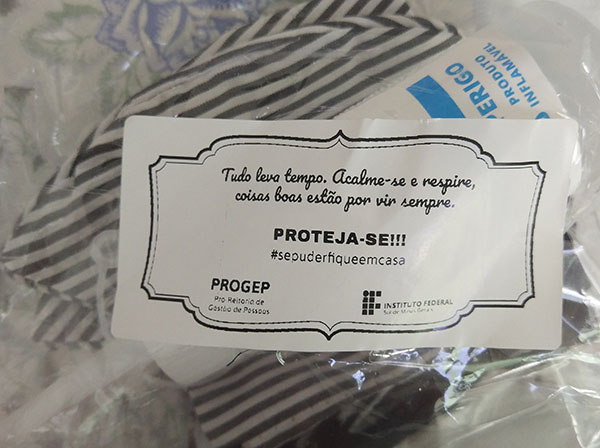 PERIGO
PRODUTO
INFLAMÁVEL
Tudo leva tempo. Acalme-se e respire,
coisas boas estão por vir sempre.
PROTEJA-SE!!!
#sepuderfiqueemcasa
PROGEP
Pro Reitoria de
Gestão de Pessoas
INSTITUTO FEDERAL
Sul de Minas Gerais